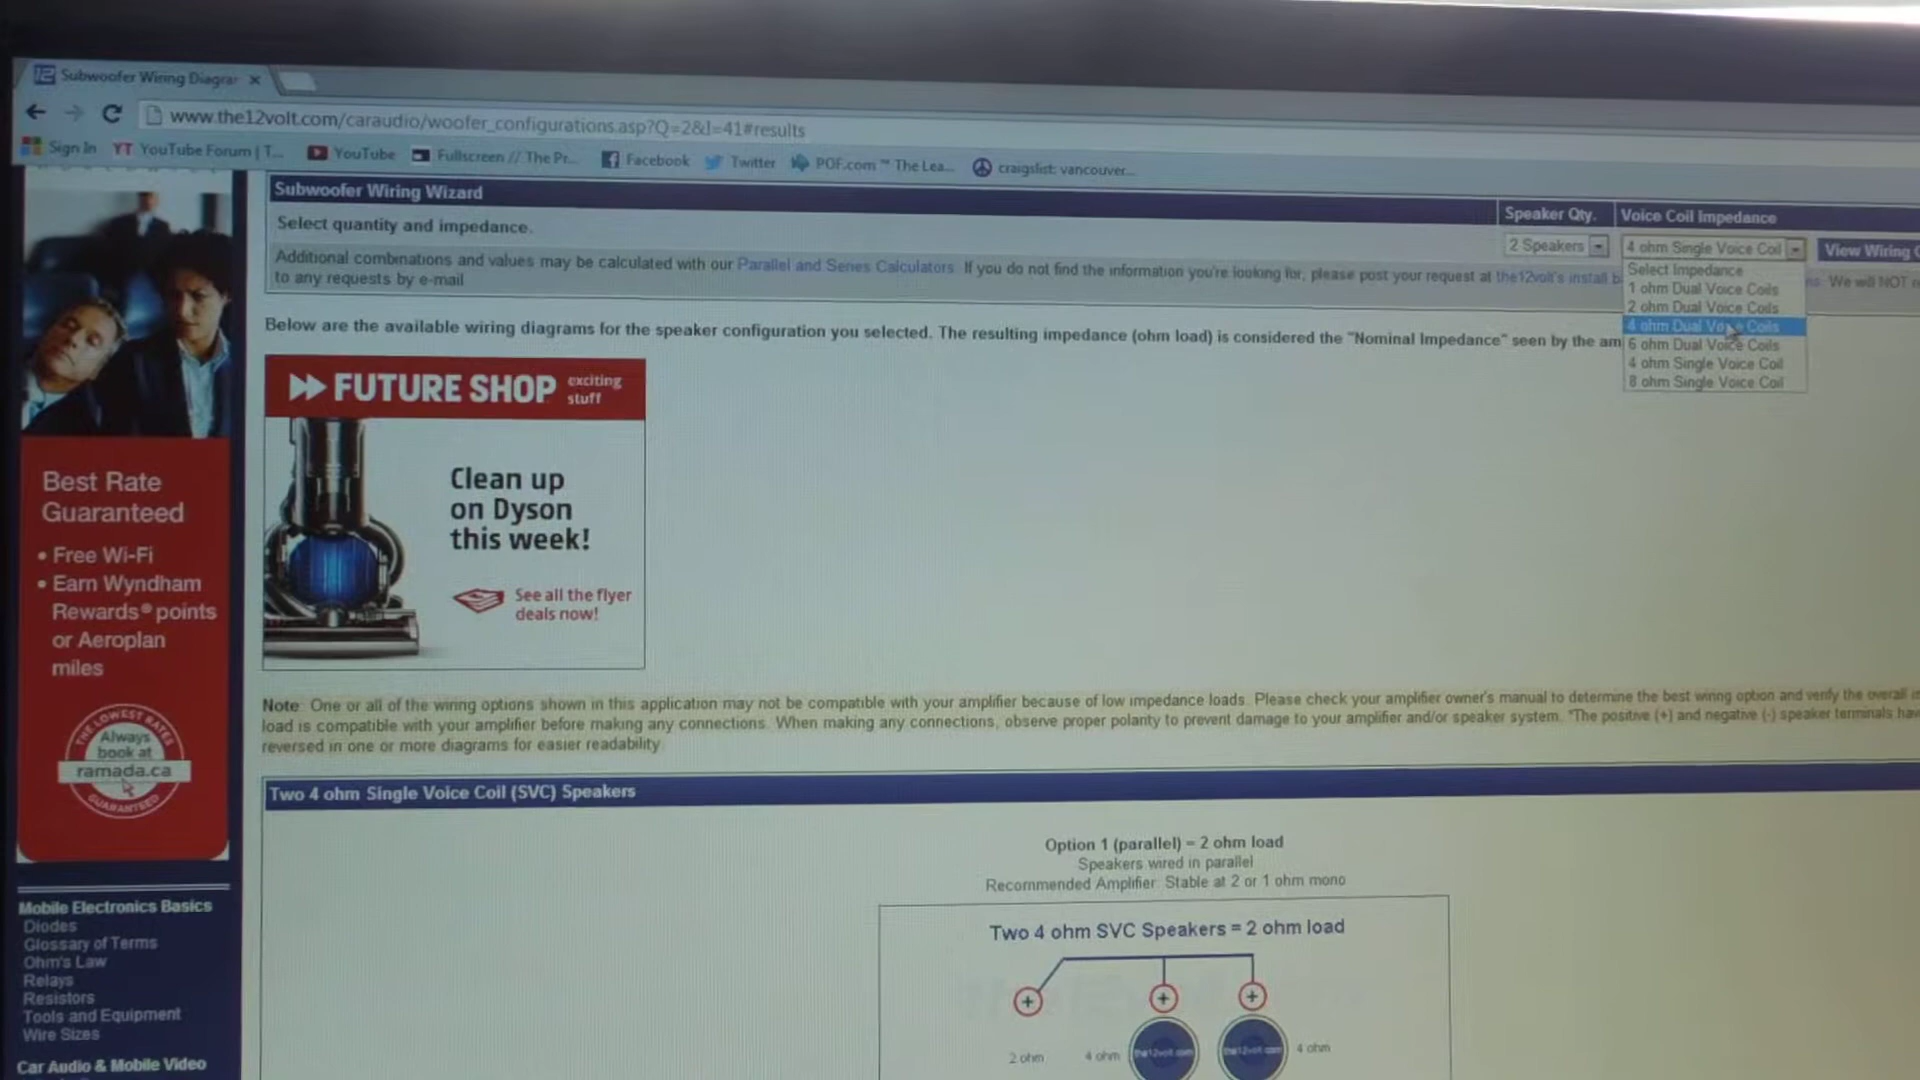 Subwoofer Wiring Diagra
www.the12volt.com/caraudio/woofer_configurations.asp?Q=2&I=41#results
Sign In YT YouTube Forum | T... YouTube Fullscreen // The Pr... Facebook Twitter POF.com ™ The Lea... craigslist: vancouver...
Subwoofer Wiring Wizard
Speaker Qty. Voice Coil Impedance
Select quantity and impedance.
2 Speakers 4 ohm Single Voice Coil View Wiring
Additional combinations and values may be calculated with our Parallel and Series Calculators. If you do not find the information you're looking for, please post your request at the12volt's install b ns. We will NOT
to any requests by e-mail
Select Impedance
1 ohm Dual Voice Coils
2 ohm Dual Voice Coils
4 ohm Dual Voice Coils
6 ohm Dual Voice Coils
4 ohm Single Voice Coil
8 ohm Single Voice Coil
Below are the available wiring diagrams for the speaker configuration you selected. The resulting impedance (ohm load) is considered the "Nominal Impedance" seen by the am
FUTURE SHOP exciting stuff
Clean up
on Dyson
this week!
See all the flyer
deals now!
Best Rate
Guaranteed
• Free Wi-Fi
• Earn Wyndham
Rewards® points
or Aeroplan
miles
THE LOWEST RATES
Always
book at
ramada.ca
GUARANTEED
Note: One or all of the wiring options shown in this application may not be compatible with your amplifier because of low impedance loads. Please check your amplifier owner's manual to determine the best wiring option and verify the overall i
load is compatible with your amplifier before making any connections. When making any connections, observe proper polarity to prevent damage to your amplifier and/or speaker system. *The positive (+) and negative (-) speaker terminals hav
reversed in one or more diagrams for easier readability
Two 4 ohm Single Voice Coil (SVC) Speakers
Option 1 (parallel) = 2 ohm load
Speakers wired in parallel
Recommended Amplifier: Stable at 2 or 1 ohm mono
Two 4 ohm SVC Speakers = 2 ohm load
+ + +
2 ohm 4 ohm the12volt.com the12volt.com 4 ohm
Mobile Electronics Basics
Diodes
Glossary of Terms
Ohm's Law
Relays
Resistors
Tools and Equipment
Wire Sizes
Car Audio & Mobile Video